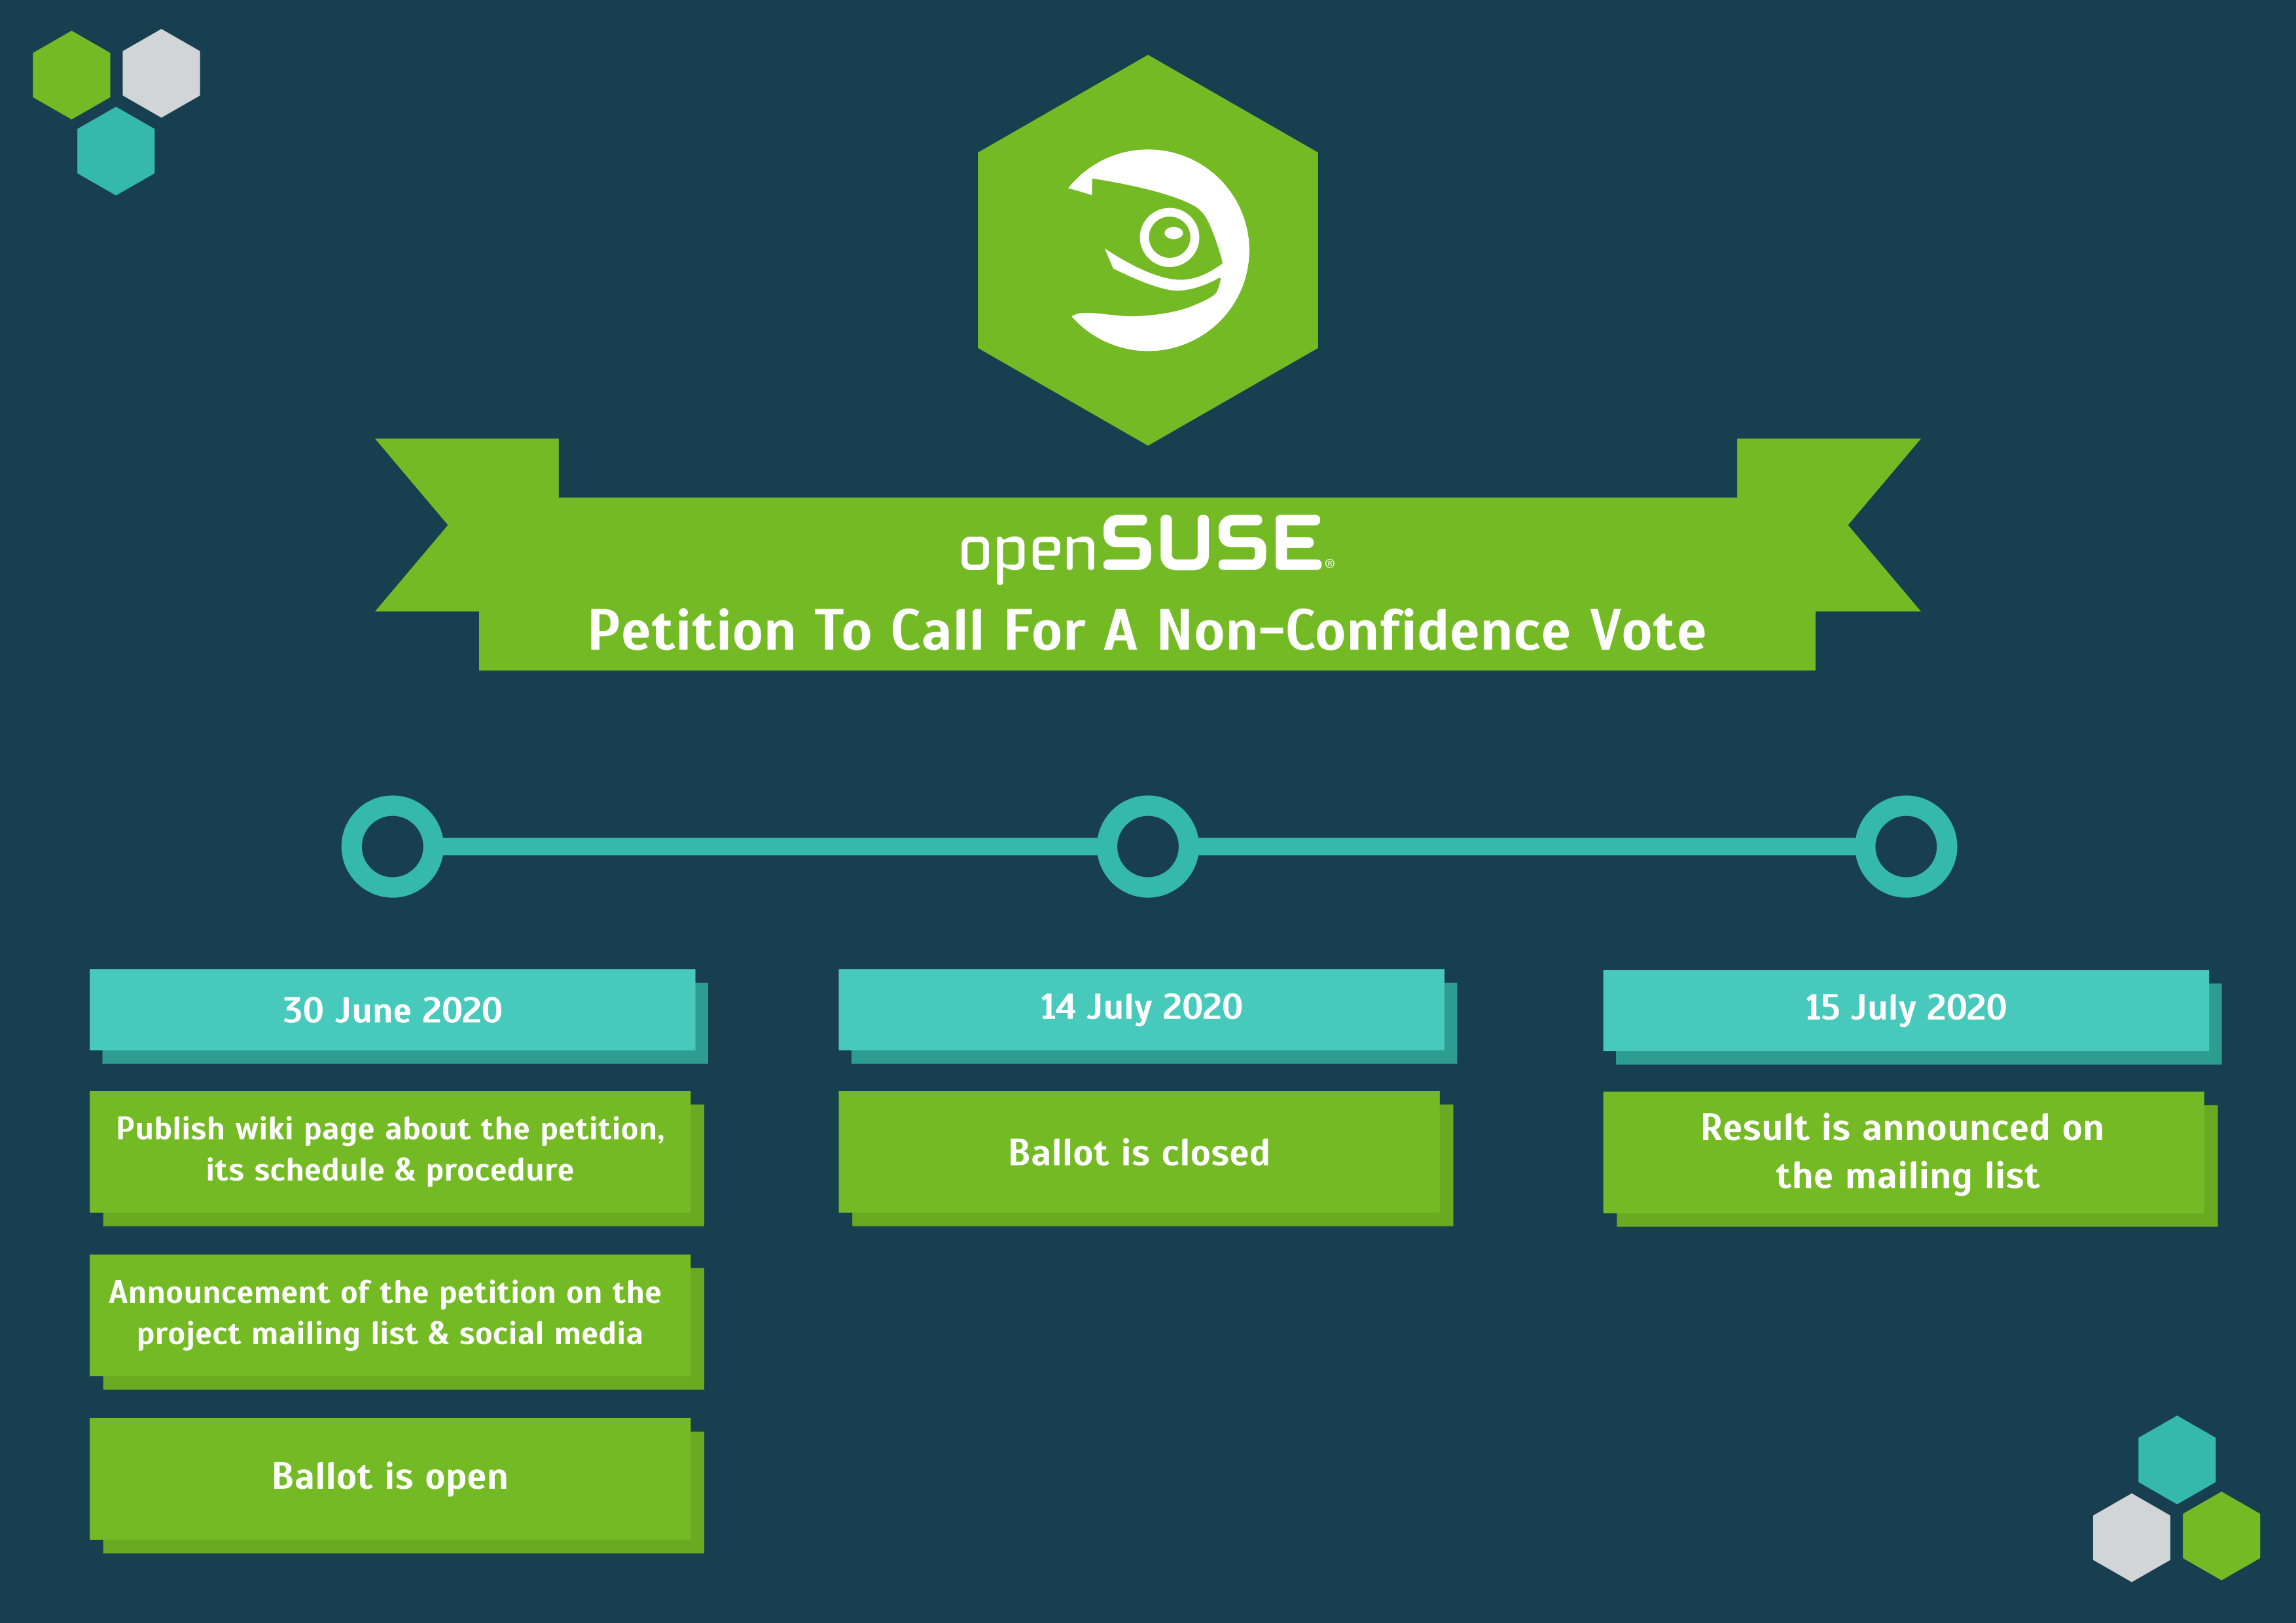 openSUSE®
Petition To Call For A Non-Confidence Vote
30 June 2020
Publish wiki page about the petition,
its schedule & procedure
Announcement of the petition on the
project mailing list & social media
Ballot is open
14 July 2020
Ballot is closed
15 July 2020
Result is announced on
the mailing list